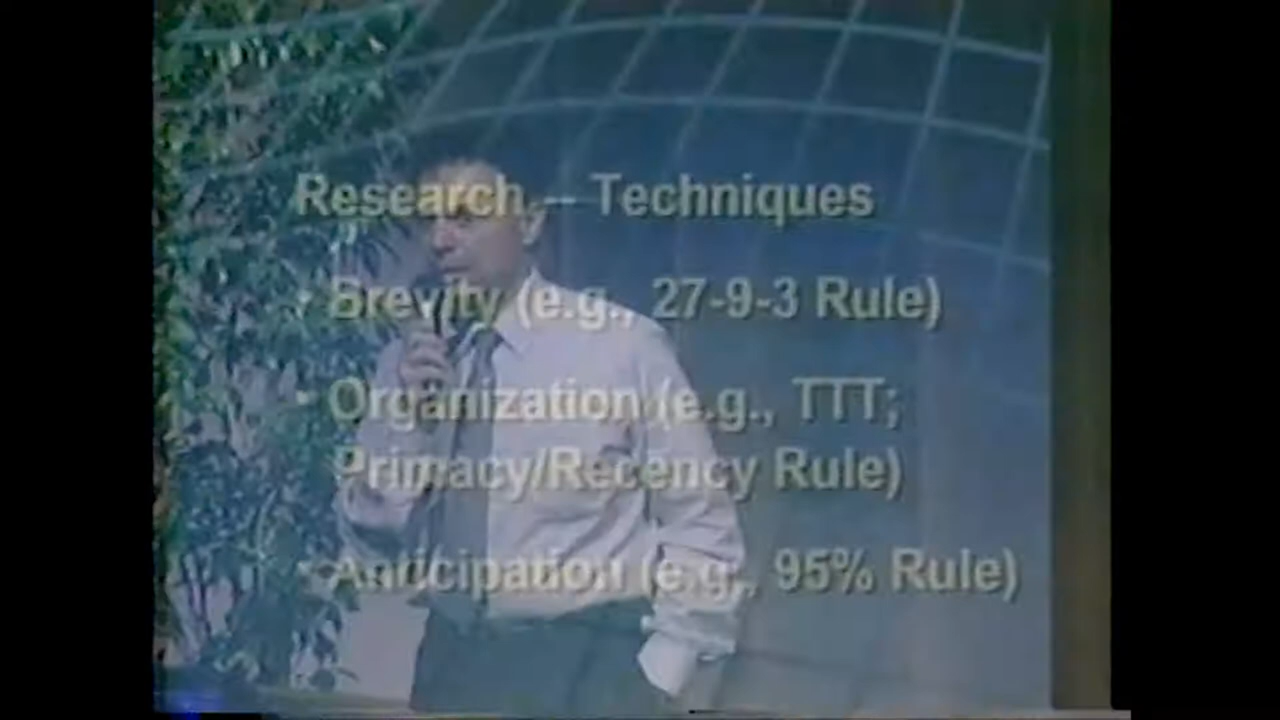 Research -- Techniques
• Brevity (e.g., 27-9-3 Rule)
• Organization (e.g., TTT;
Primacy/Recency Rule)
• Anticipation (e.g., 95% Rule)